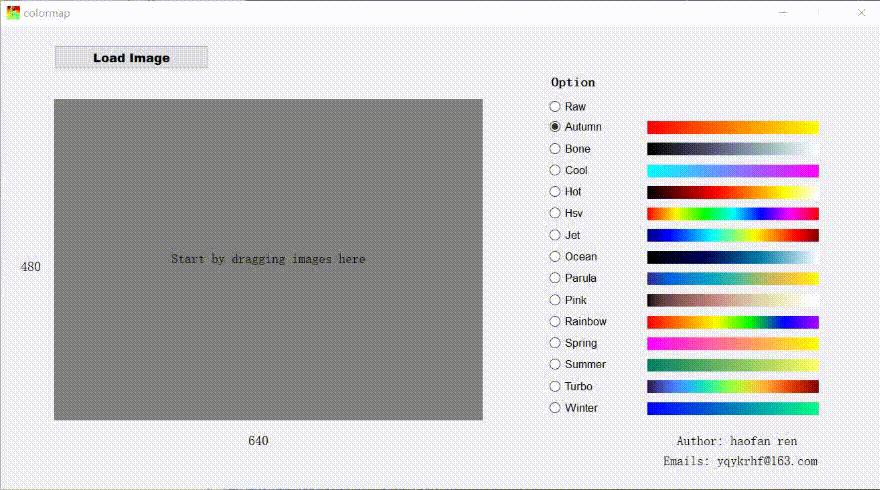 colormap
Load Image
Option
Raw
Autumn
Bone
Cool
Hot
Hsv
Jet
Ocean
Parula
Pink
Rainbow
Spring
Summer
Turbo
Winter
Start by dragging images here
480
640
Author: haofan ren
Emails: yqykrhf@163.com